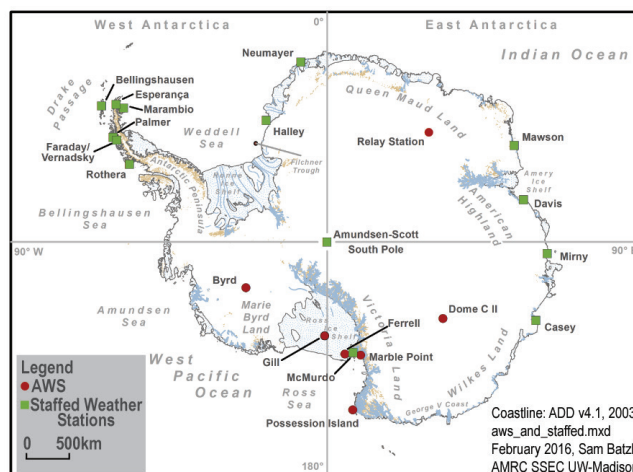 West Antarctica
0°
East Antarctica
Indian Ocean
Neumayer
Bellingshausen
Esperança
Marambio
Palmer
Drake
Passage
Queen Maud Land
Weddell
Sea
Halley
Relay Station
Mawson
Faraday/
Vernadsky
Filchner
Trough
Rothera
Antarctic Peninsula
Ronne
Ice
Shelf
Amery
Ice
Shelf
Davis
Bellingshausen
Sea
American
Highland
Amundsen-Scott
South Pole
90° W
90° E
Mirny
Byrd
Amundsen
Sea
Marie
Byrd
Land
Ross
Ice
Shelf
Victoria
Land
Dome C II
Ferrell
Casey
West
Pacific
Ocean
Gill
McMurdo
Marble Point
Wilkes Land
Ross
Sea
George V Coast
Possession Island
Legend
AWS
Staffed Weather
Stations
0 500km
180°
Coastline: ADD v4.1, 2003
aws_and_staffed.mxd
February 2016, Sam Batz
AMRC SSEC UW-Madiso